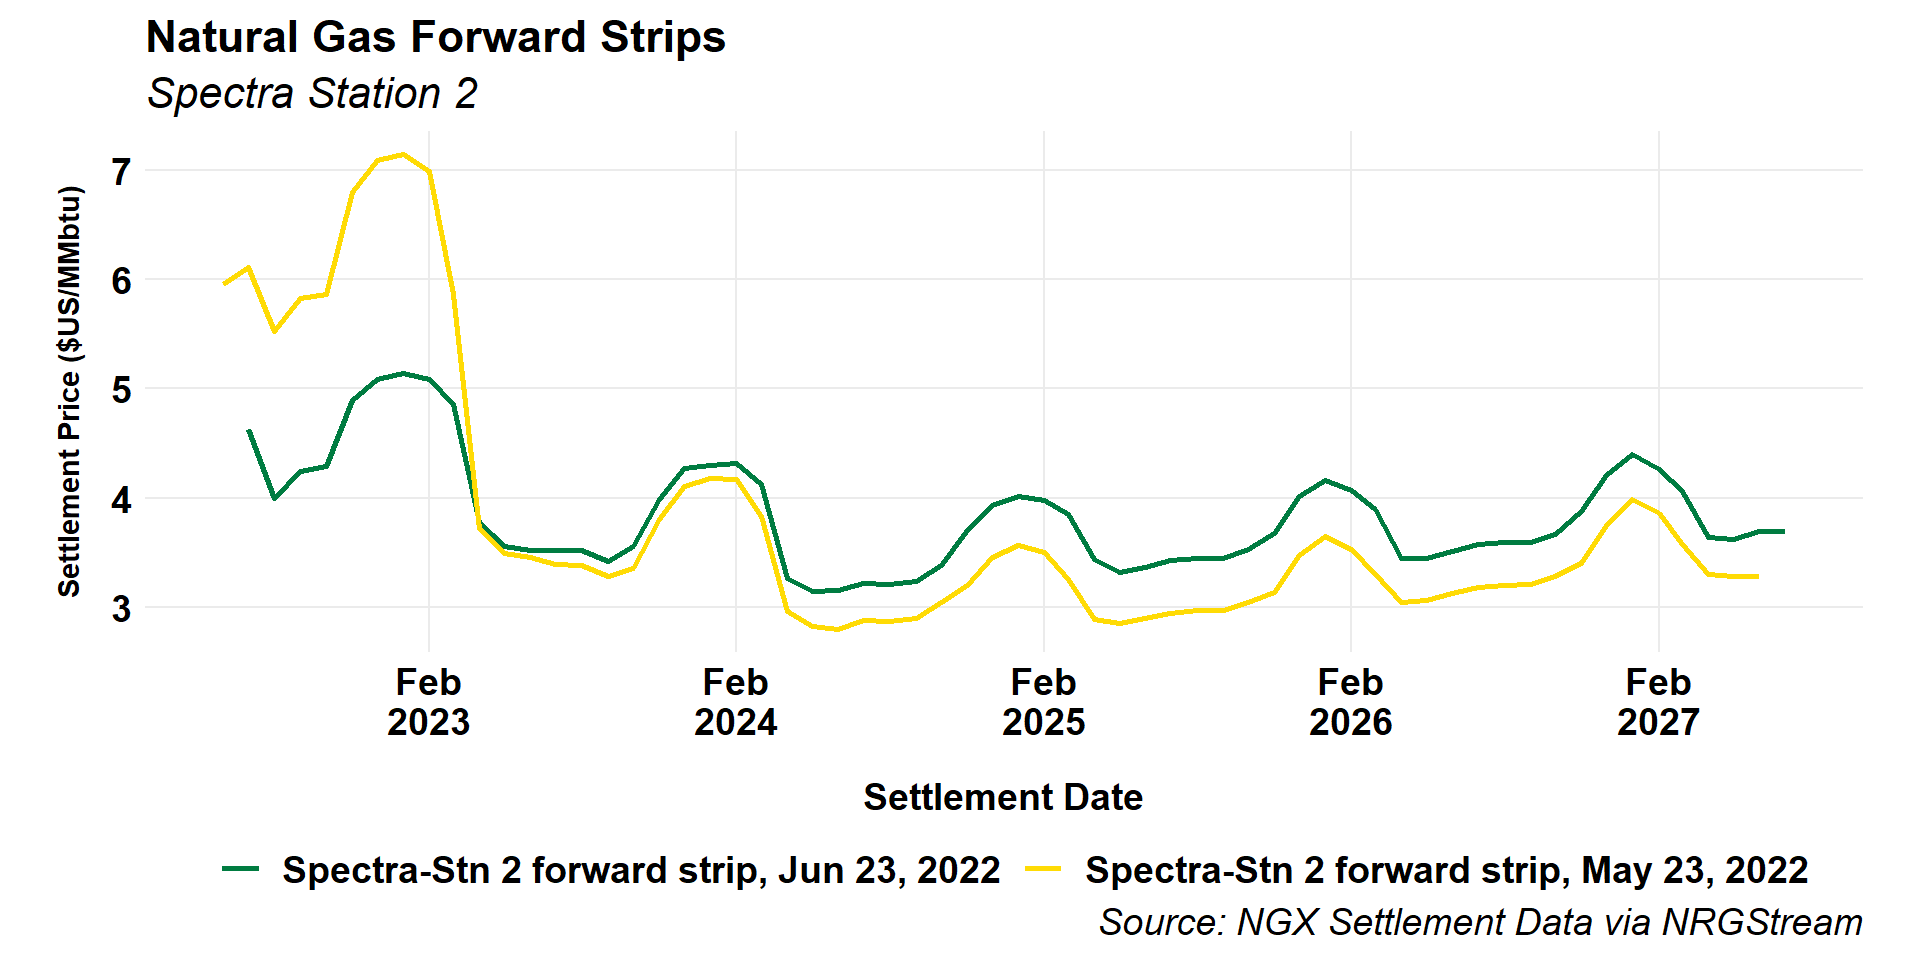 Natural Gas Forward Strips
Spectra Station 2
Settlement Price ($US/MMbtu)
7
6
5
4
3
Feb 2023
Feb 2024
Feb 2025
Feb 2026
Feb 2027
Settlement Date
Spectra-Stn 2 forward strip, Jun 23, 2022
Spectra-Stn 2 forward strip, May 23, 2022
Source: NGX Settlement Data via NRGStream